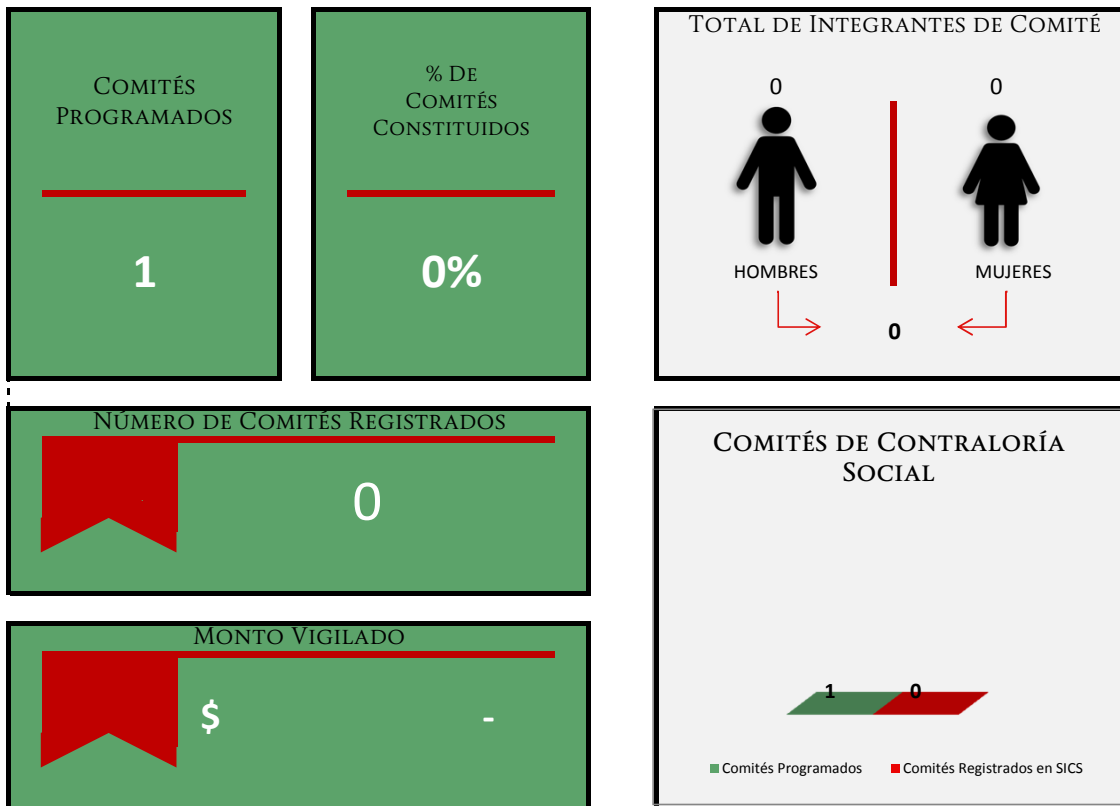 Comités
Programados
1
% De
Comités
Constituidos
0%
Total de Integrantes de Comité
0
0
HOMBRES
MUJERES
0
Número de Comités Registrados
0
Monto Vigilado
$ -
Comités de Contraloría
Social
1 0
Comités Programados
Comités Registrados en SICS